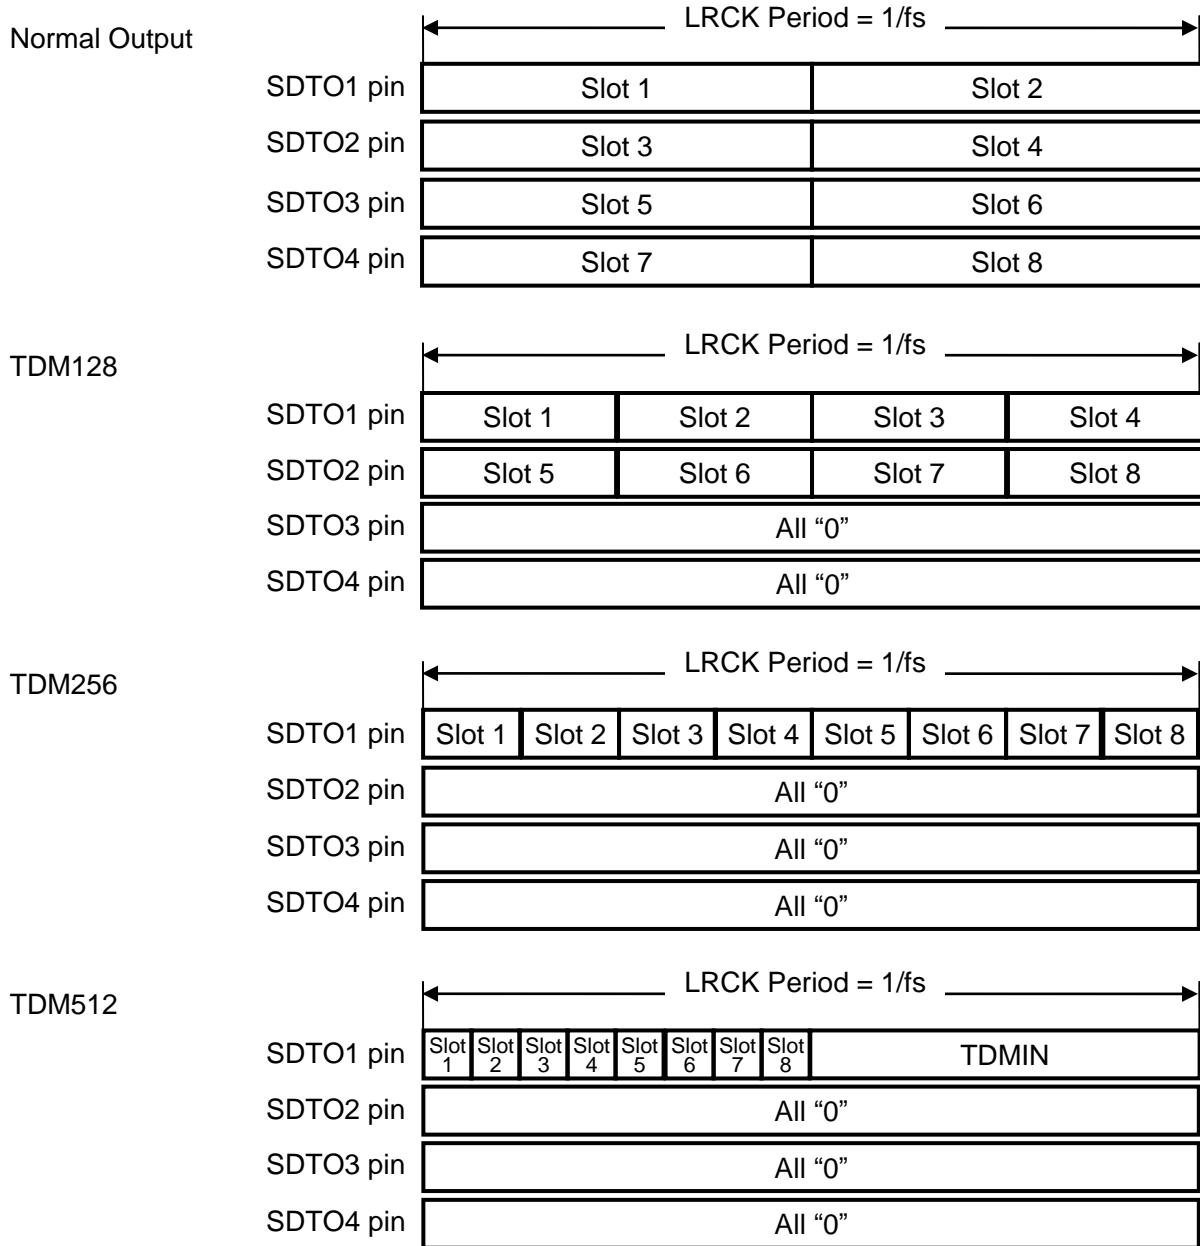 LRCK Period = 1/fs
Normal Output
SDTO1 pin Slot 1 Slot 2
SDTO2 pin Slot 3 Slot 4
SDTO3 pin Slot 5 Slot 6
SDTO4 pin Slot 7 Slot 8
LRCK Period = 1/fs
TDM128
SDTO1 pin Slot 1 Slot 2 Slot 3 Slot 4
SDTO2 pin Slot 5 Slot 6 Slot 7 Slot 8
SDTO3 pin All “0”
SDTO4 pin All “0”
LRCK Period = 1/fs
TDM256
SDTO1 pin Slot 1 Slot 2 Slot 3 Slot 4 Slot 5 Slot 6 Slot 7 Slot 8
SDTO2 pin All “0”
SDTO3 pin All “0”
SDTO4 pin All “0”
LRCK Period = 1/fs
TDM512
SDTO1 pin Slot 1 Slot 2 Slot 3 Slot 4 Slot 5 Slot 6 Slot 7 Slot 8 TDMIN
SDTO2 pin All “0”
SDTO3 pin All “0”
SDTO4 pin All “0”